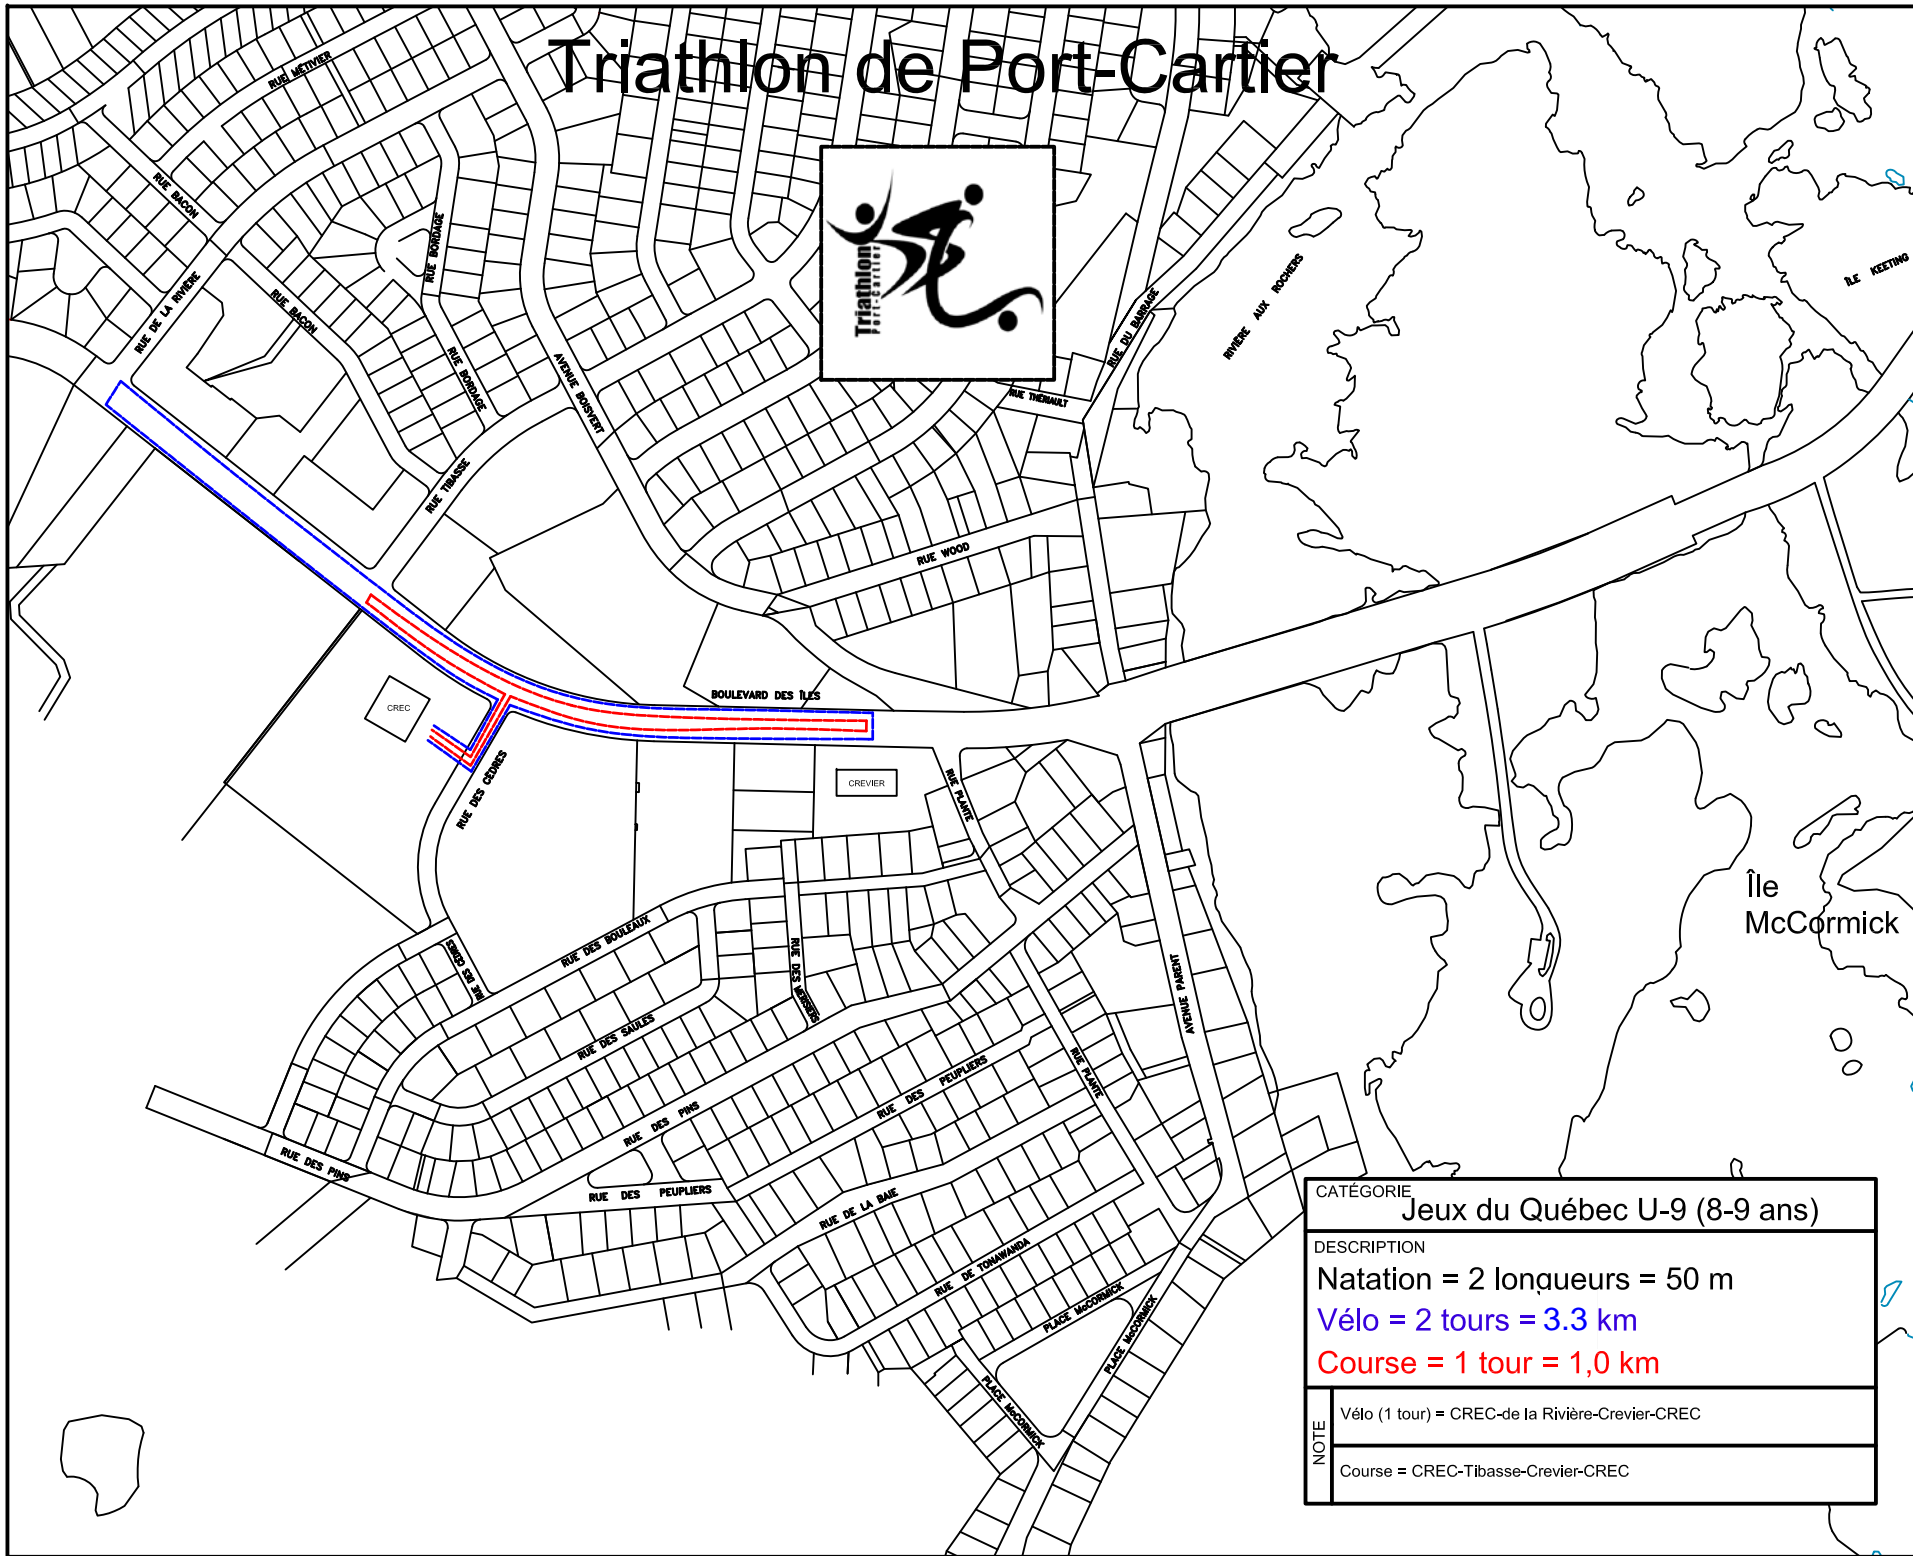 Triathlon de Port-Cartier
RUE MÉTIVIER
RUE BACON
RUE BORDAGE
RUE DE LA RIVIÈRE
RUE BACON
RUE BORDAGE
AVENUE BOISVERT
RUE TIBASSE
Triathlon
Port-Cartier
RUE DU BARRAGE
RUE THÉRIAULT
RIVIÈRE AUX ROCHERS
ÎLE KEETING
RUE WOOD
BOULEVARD DES ÎLES
CREC
CREVIER
RUE DES CÈDRES
RUE PLANTE
Île
McCormick
RUE DES CÈDRES
RUE DES BOULEAUX
RUE DES MERISIERS
RUE DES SAULES
AVENUE PARENT
RUE DES PEUPLIERS
RUE PLANTE
RUE DES PINS
RUE DES PINS
RUE DES PEUPLIERS
RUE DE LA BAIE
RUE DE TONAWANDA
PLACE McCORMICK
PLACE McCORMICK
PLACE McCORMICK
CATÉGORIE
Jeux du Québec U-9 (8-9 ans)
DESCRIPTION
Natation = 2 longueurs = 50 m
Vélo = 2 tours = 3.3 km
Course = 1 tour = 1,0 km
NOTE
Vélo (1 tour) = CREC-de la Rivière-Crevier-CREC
Course = CREC-Tibasse-Crevier-CREC